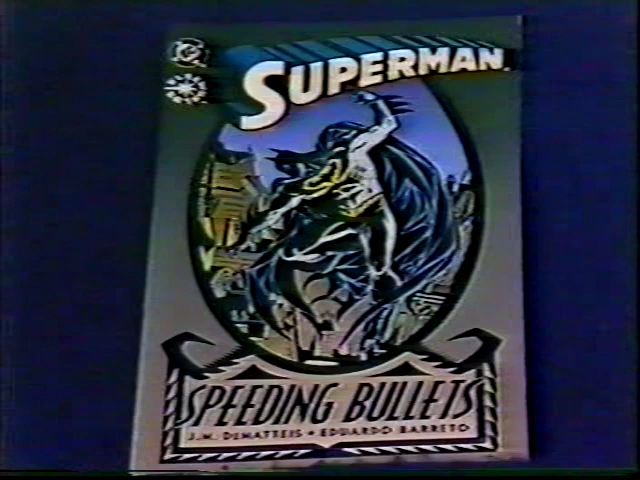 SUPERMAN
SPEEDING BULLETS
J.M. DeMATTEIS • EDUARDO BARRETO